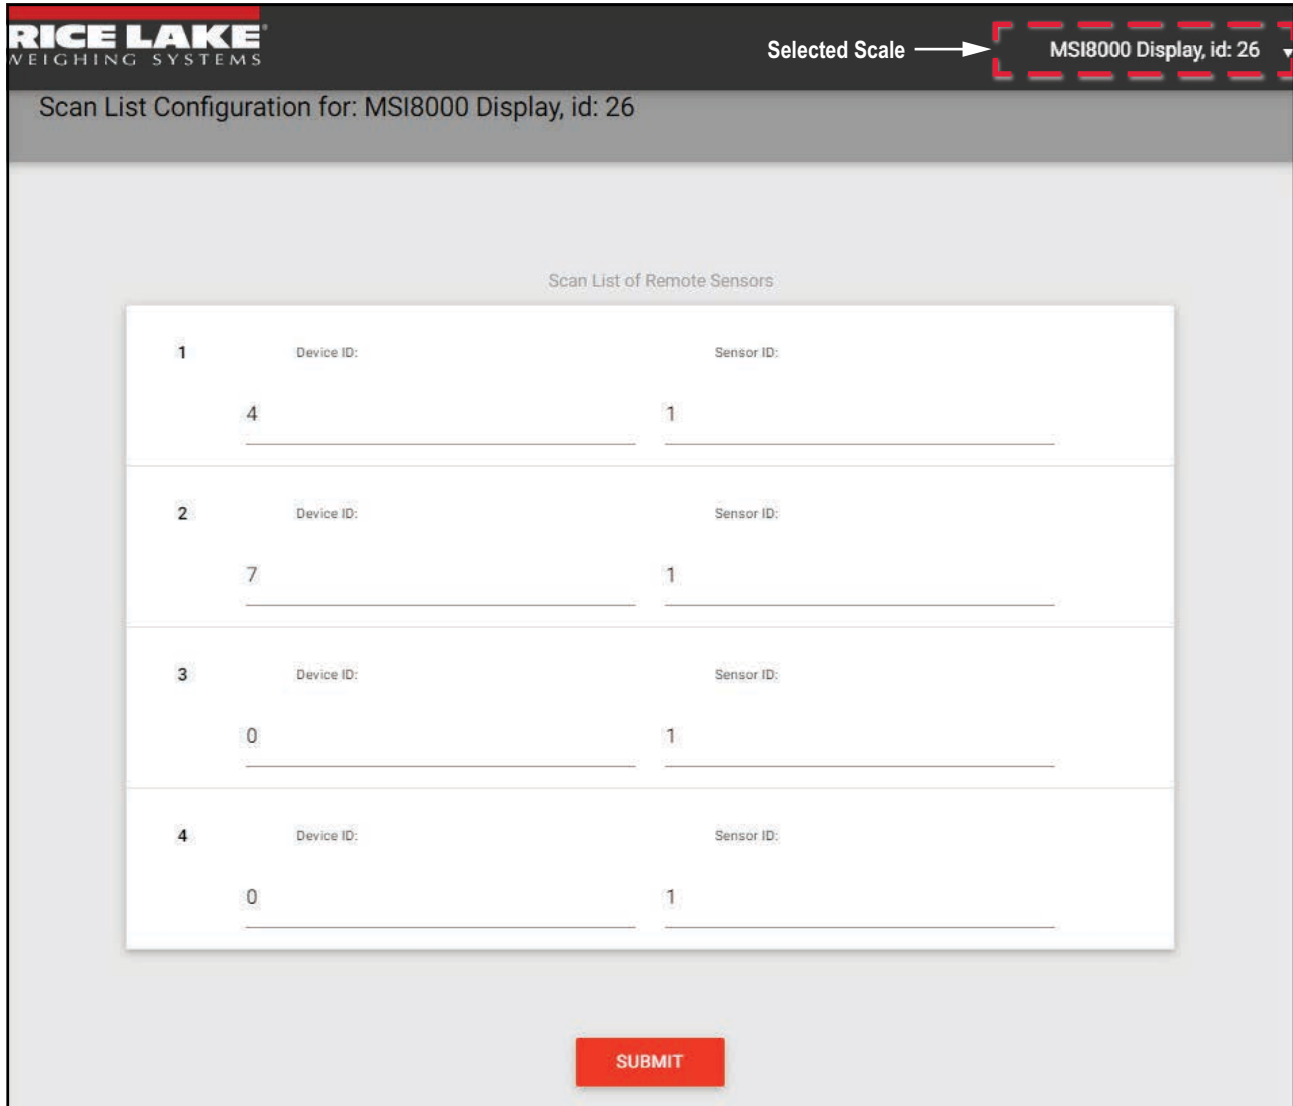 RICE LAKE®
WEIGHING SYSTEMS
Selected Scale
MSI8000 Display, id: 26
Scan List Configuration for: MSI8000 Display, id: 26
Scan List of Remote Sensors
1 Device ID: Sensor ID:
4 1
2 Device ID: Sensor ID:
7 1
3 Device ID: Sensor ID:
0 1
4 Device ID: Sensor ID:
0 1
SUBMIT